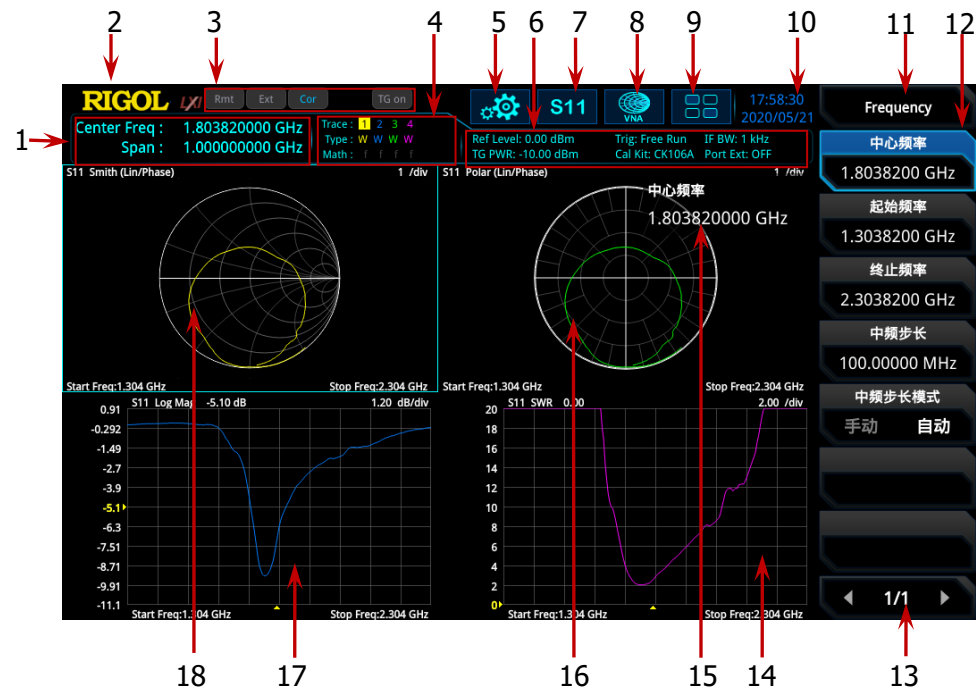 2 3 4 5 6 7 8 9 10 11 12
RIGOL LXI Rmt Ext Cor TG on
S11
VNA
17:58:30
2020/05/21
Frequency
1
Center Freq : 1.803820000 GHz
Span : 1.000000000 GHz
Trace : 1 2 3 4
Type : W W W W
Math : f f f f
Ref Level: 0.00 dBm Trig: Free Run IF BW: 1 kHz
TG PWR: -10.00 dBm Cal Kit: CK106A Port Ext: OFF
中心频率
1.8038200 GHz
起始频率
1.3038200 GHz
终止频率
2.3038200 GHz
中频步长
100.00000 MHz
中频步长模式
手动 自动
1/1
S11 Smith (Lin/Phase) 1 /div
Start Freq:1.304 GHz Stop Freq:2.304 GHz
S11 Polar (Lin/Phase) 1 /div
中心频率
1.803820000 GHz
Start Freq:1.304 GHz Stop Freq:2.304 GHz
S11 Log Mag -5.10 dB 1.20 dB/div
0.91
-0.292
-1.49
-2.7
-3.9
-5.1
-6.3
-7.51
-8.71
-9.91
-11.1
Start Freq:1.304 GHz Stop Freq:2.304 GHz
S11 SWR 0.00 2.00 /div
20
18
16
14
12
10
8
6
4
2
0
Start Freq:1.304 GHz Stop Freq:2.304 GHz
18 17 16 15 14 13